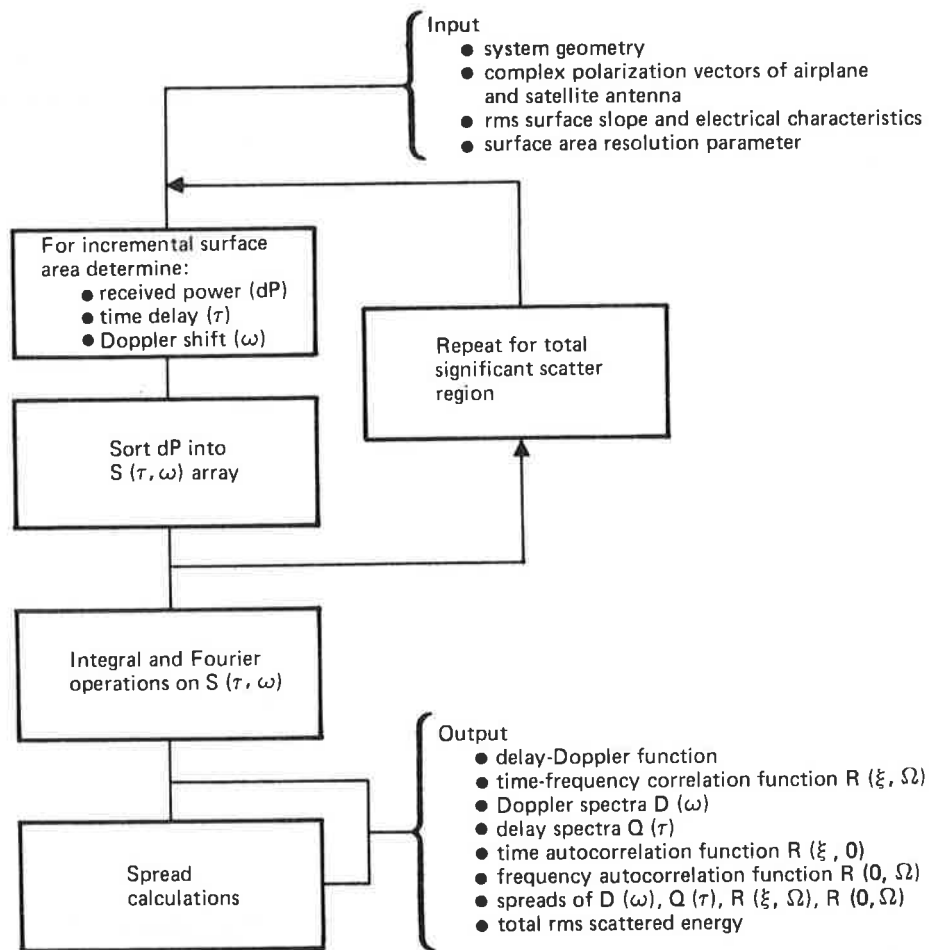 Input
● system geometry
● complex polarization vectors of airplane
and satellite antenna
● rms surface slope and electrical characteristics
● surface area resolution parameter
For incremental surface
area determine:
● received power (dP)
● time delay (τ)
● Doppler shift (ω)
Repeat for total
significant scatter
region
Sort dP into
S (τ, ω) array
Integral and Fourier
operations on S (τ, ω)
Output
● delay-Doppler function
● time-frequency correlation function R (ξ, Ω)
● Doppler spectra D (ω)
● delay spectra Q (τ)
● time autocorrelation function R (ξ, 0)
● frequency autocorrelation function R (0, Ω)
● spreads of D (ω), Q (τ), R (ξ, Ω), R (0, Ω)
● total rms scattered energy
Spread
calculations